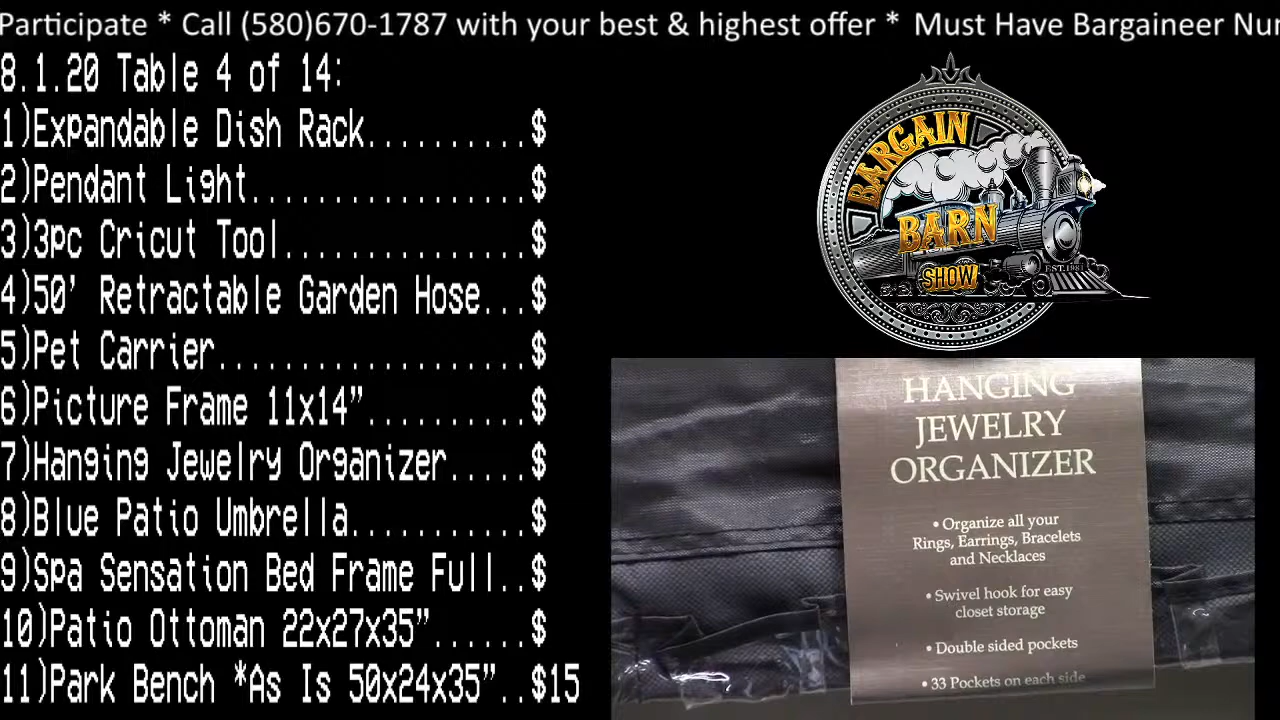 Participate * Call (580)670-1787 with your best & highest offer * Must Have Bargaineer Nu
8.1.20 Table 4 of 14:
1)Expandable Dish Rack..........$
2)Pendant Light.................$
3)3pc Cricut Tool...............$
4)50' Retractable Garden Hose...$
5)Pet Carrier...................$
6)Picture Frame 11x14”..........$
7)Hanging Jewelry Organizer.....$
8)Blue Patio Umbrella...........$
9)Spa Sensation Bed Frame Full..$
10)Patio Ottoman 22x27x35”......$
11)Park Bench *As Is 50x24x35”..$15
BARGAIN
BARN
SHOW
EST.1981
HANGING
JEWELRY
ORGANIZER
• Organize all your
Rings, Earrings, Bracelets
and Necklaces
• Swivel hook for easy
closet storage
• Double sided pockets
• 33 Pockets on each side